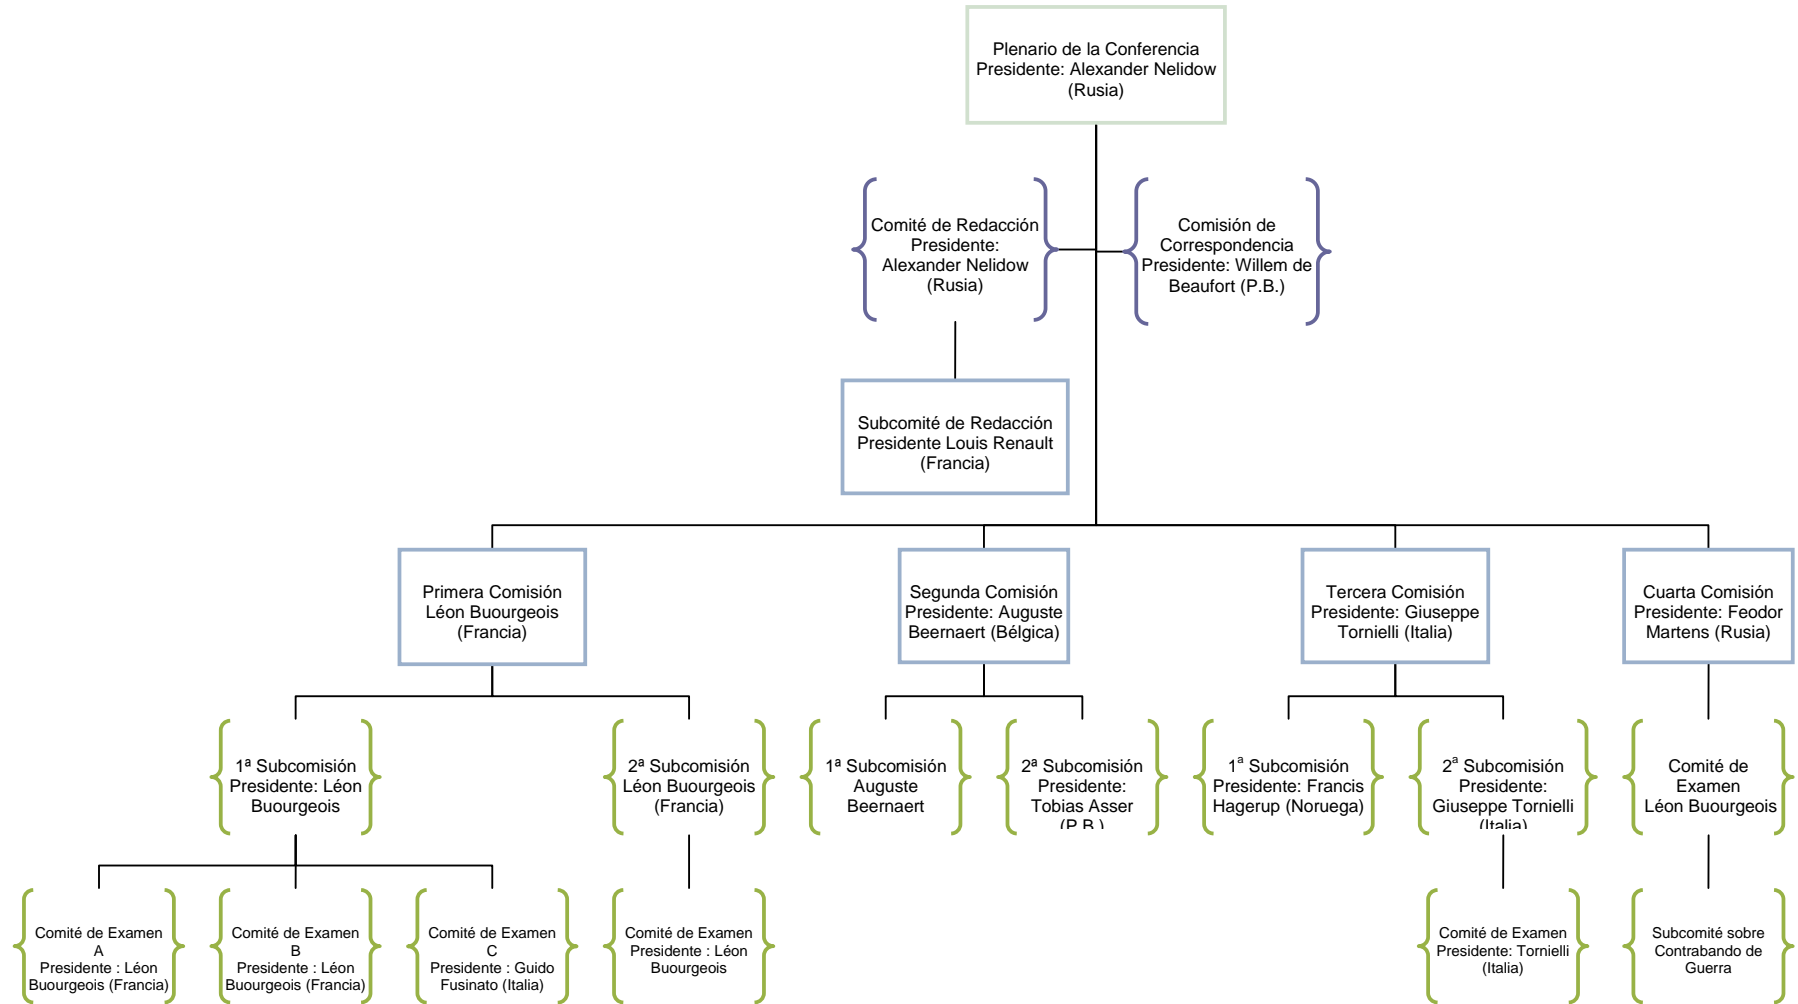 Plenario de la Conferencia
Presidente: Alexander Nelidow
(Rusia)
Comité de Redacción
Presidente:
Alexander Nelidow
(Rusia)
Comisión de
Correspondencia
Presidente: Willem de
Beaufort (P.B.)
Subcomité de Redacción
Presidente Louis Renault
(Francia)
Primera Comisión
Léon Buourgeois
(Francia)
Segunda Comisión
Presidente: Auguste
Beernaert (Bélgica)
Tercera Comisión
Presidente: Giuseppe
Tornielli (Italia)
Cuarta Comisión
Presidente: Feodor
Martens (Rusia)
1ª Subcomisión
Presidente: Léon
Buourgeois
2ª Subcomisión
Léon Buourgeois
(Francia)
1ª Subcomisión
Auguste
Beernaert
2ª Subcomisión
Presidente:
Tobias Asser
(P.B.)
1ª Subcomisión
Presidente: Francis
Hagerup (Noruega)
2ª Subcomisión
Presidente:
Giuseppe Tornielli
(Italia)
Comité de
Examen
Léon Buourgeois
Comité de Examen
A
Presidente : Léon
Buourgeois (Francia)
Comité de Examen
B
Presidente : Léon
Buourgeois (Francia)
Comité de Examen
C
Presidente : Guido
Fusinato (Italia)
Comité de Examen
Presidente : Léon
Buourgeois
Comité de Examen
Presidente: Tornielli
(Italia)
Subcomité sobre
Contrabando de
Guerra